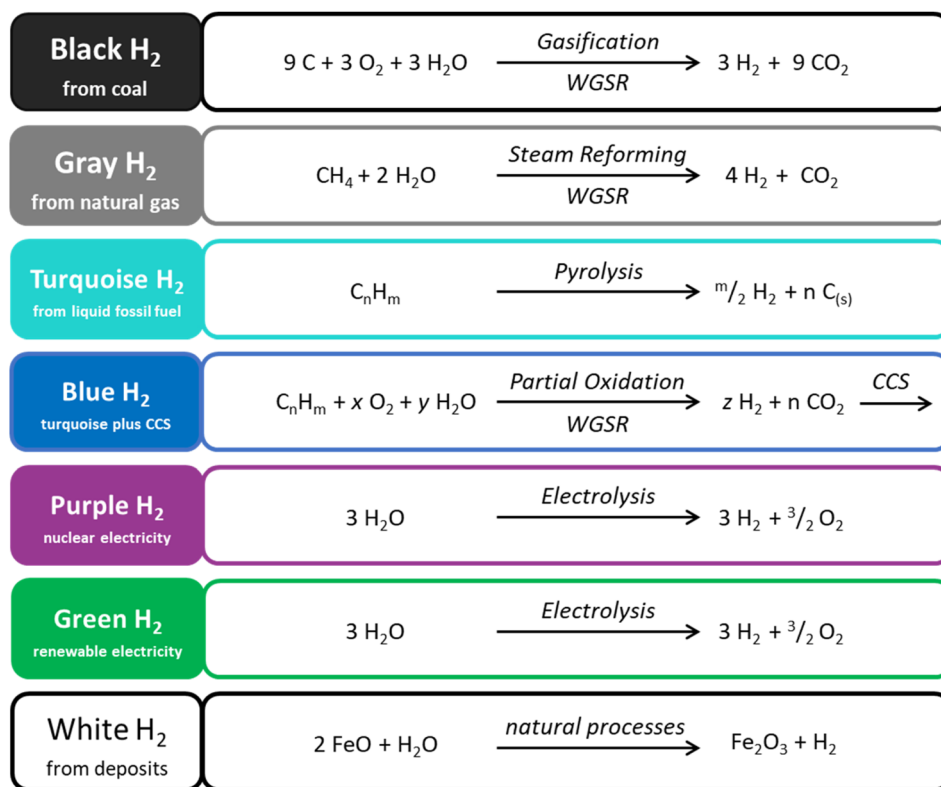 Black H₂
from coal
9 C + 3 O₂ + 3 H₂O
Gasification
WGSR
3 H₂ + 9 CO₂
Gray H₂
from natural gas
CH₄ + 2 H₂O
Steam Reforming
WGSR
4 H₂ + CO₂
Turquoise H₂
from liquid fossil fuel
CₙHₘ
Pyrolysis
ᵐ/₂ H₂ + n C₍ₛ₎
Blue H₂
turquoise plus CCS
CₙHₘ + x O₂ + y H₂O
Partial Oxidation
WGSR
z H₂ + n CO₂
CCS
Purple H₂
nuclear electricity
3 H₂O
Electrolysis
3 H₂ + ³/₂ O₂
Green H₂
renewable electricity
3 H₂O
Electrolysis
3 H₂ + ³/₂ O₂
White H₂
from deposits
2 FeO + H₂O
natural processes
Fe₂O₃ + H₂